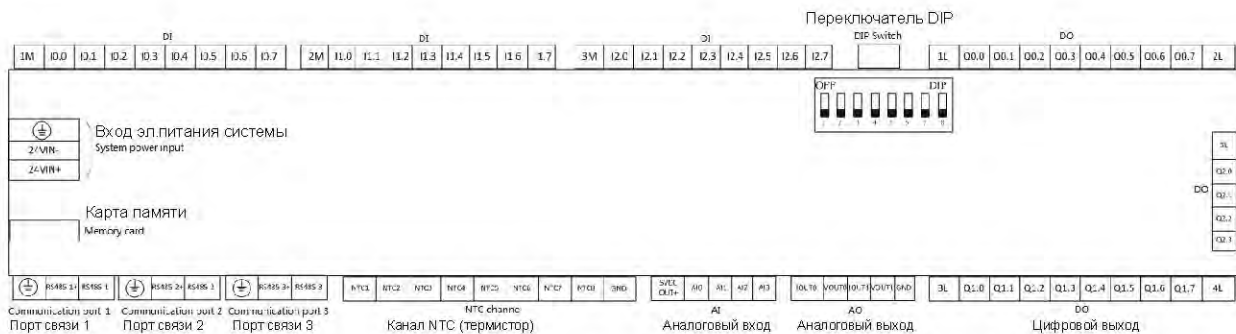 Переключатель DIP
DI DI DI DIP Switch DO
1M I0.0 I0.1 I0.2 I0.3 I0.4 I0.5 I0.6 I0.7 2M I1.0 I1.1 I1.2 I1.3 I1.4 I1.5 I1.6 1.7 3M I2.0 I2.1 I2.2 I2.3 I2.4 I2.5 I2.6 I2.7 1L Q0.0 Q0.1 Q0.2 Q0.3 Q0.4 Q0.5 Q0.6 Q0.7 2L
OFF DIP
1 2 3 4 5 6 7 8
Вход эл.питания системы
24VIN-
System power input
24VIN+
5L
Q2.0
DO
Q2.1
Q2.2
Q2.3
Карта памяти
Memory card
RS485 1+ RS485 1 RS485 2+ RS485 2 RS485 3+ RS485 3 NTC1 NTC2 NTC3 NTC4 NTC5 NTC6 NTC7 NTC8 GND 5VCC OUT+ AI0 AI1 AI2 AI3 IOUT0 VOUT0 IOUT1 VOUT1 GND 3L Q1.0 Q1.1 Q1.2 Q1.3 Q1.4 Q1.5 Q1.6 Q1.7 4L
Communication port 1 Communication port 2 Communication port 3 NTC channel AI AO DO
Порт связи 1 Порт связи 2 Порт связи 3 Канал NTC (термистор) Аналоговый вход Аналоговый выход Цифровой выход